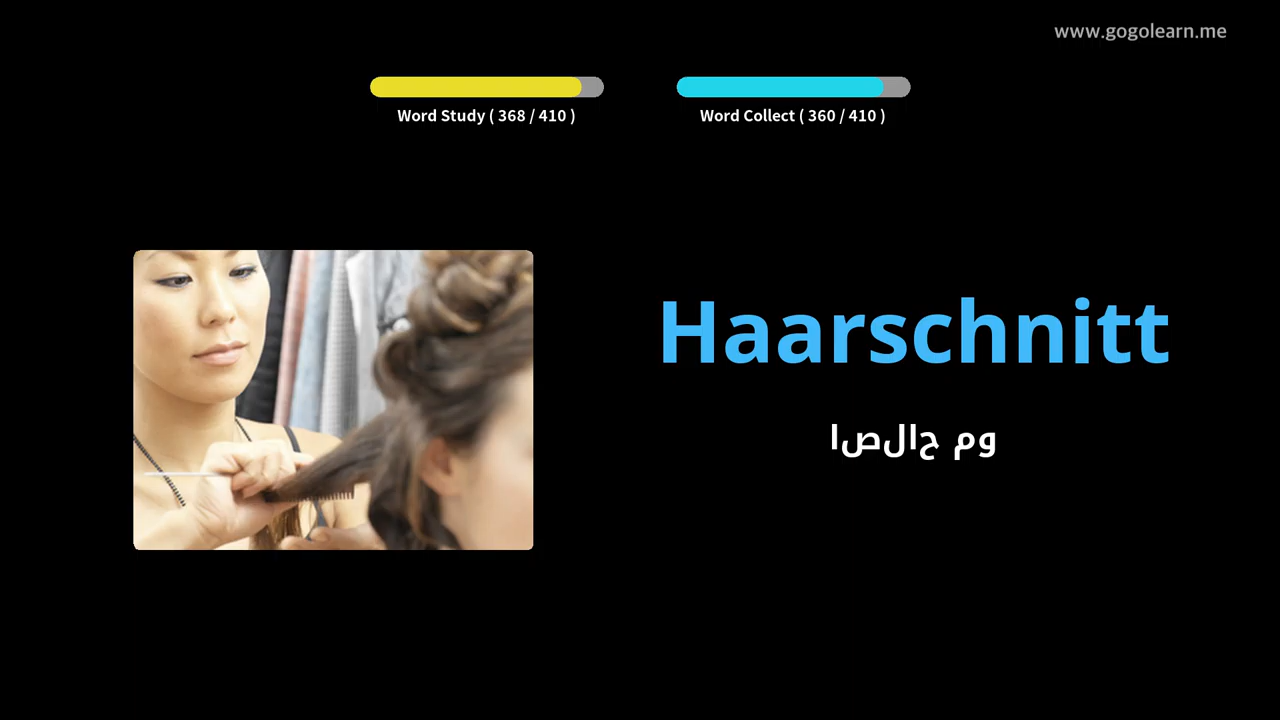 www.gogolearn.me
Word Study ( 368 / 410 )
Word Collect ( 360 / 410 )
Haarschnitt
وم حالصا